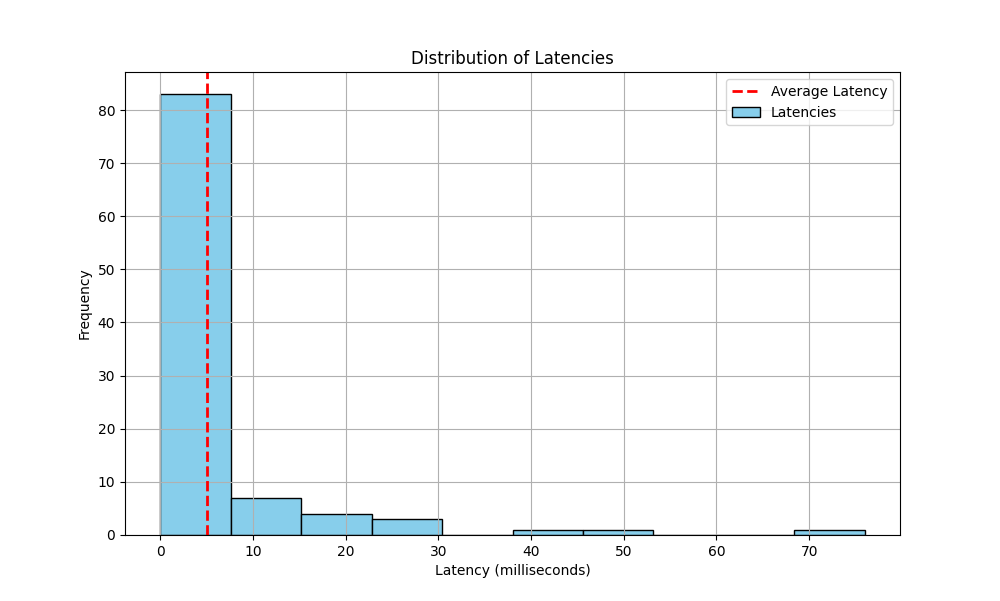 Distribution of Latencies
Average Latency
Latencies
Frequency
80
70
60
50
40
30
20
10
0
0 10 20 30 40 50 60 70
Latency (milliseconds)